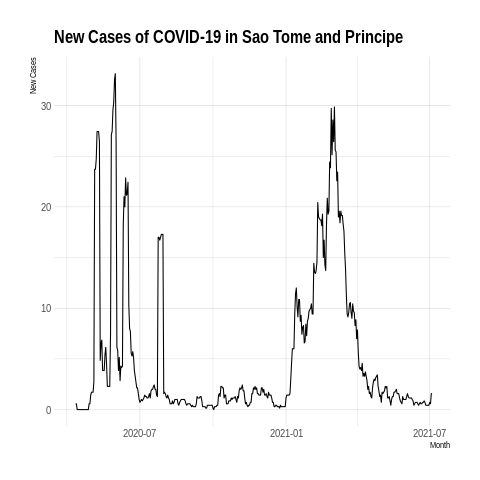 New Cases of COVID-19 in Sao Tome and Principe
New Cases
30
20
10
0
2020-07
2021-01
2021-07
Month